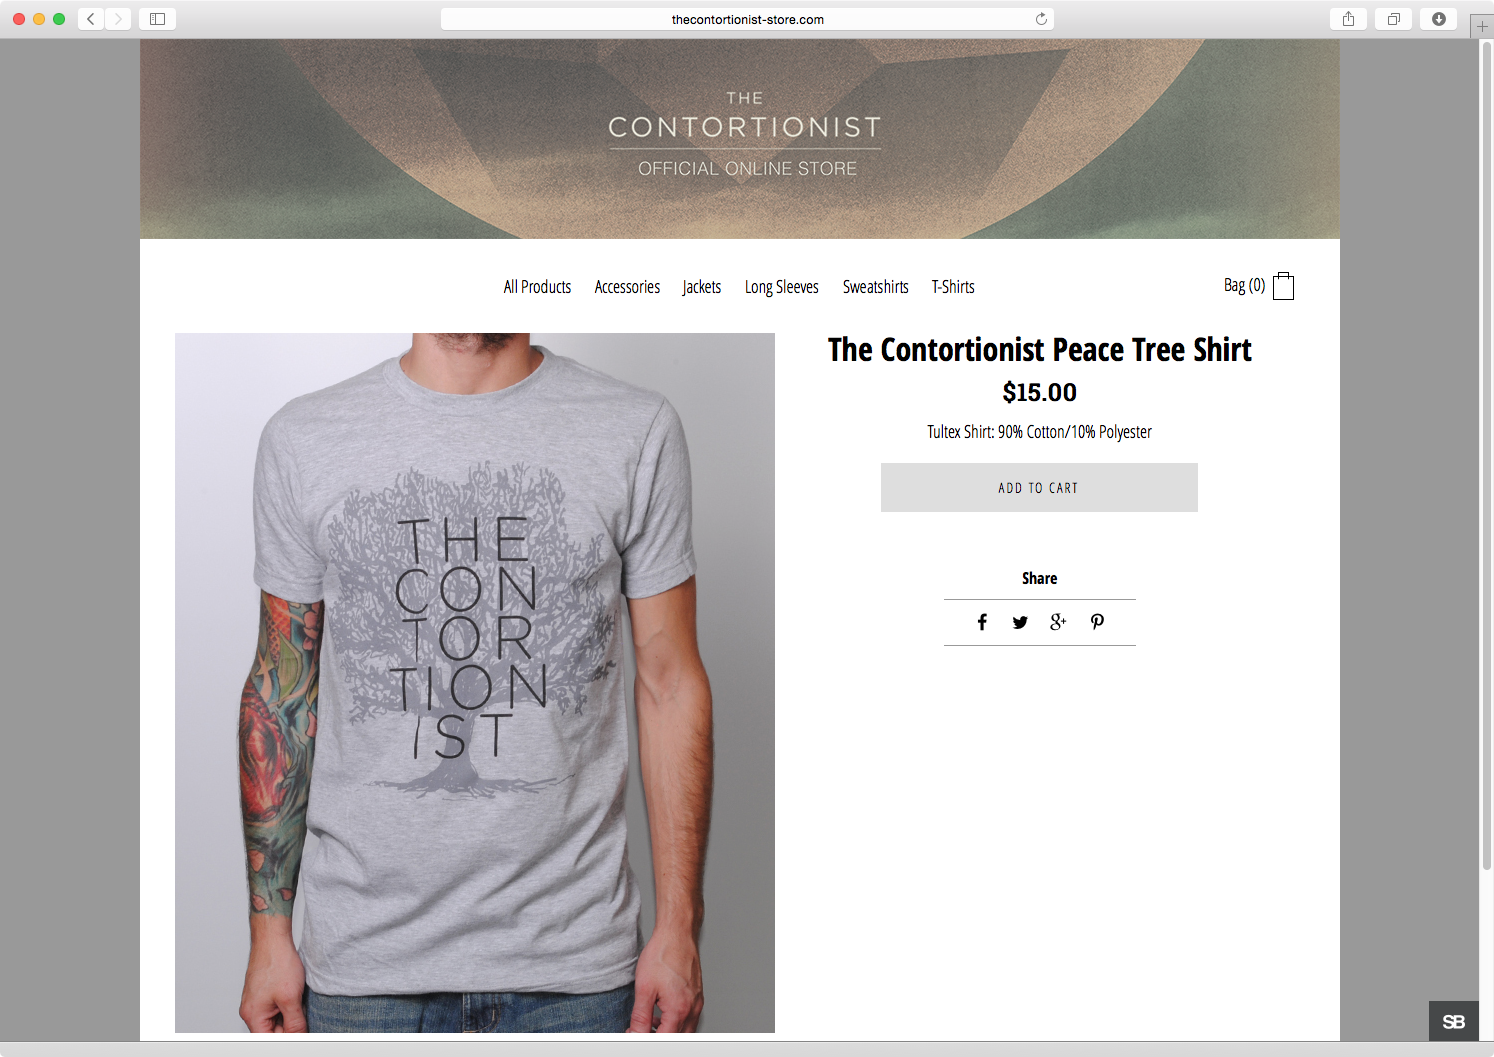 thecontortionist-store.com
THE
CONTORTIONIST
OFFICIAL ONLINE STORE
All Products Accessories Jackets Long Sleeves Sweatshirts T-Shirts Bag (0)
The Contortionist Peace Tree Shirt
$15.00
Tultex Shirt: 90% Cotton/10% Polyester
ADD TO CART
Share
THE
CON
TOR
TION
IST
SB